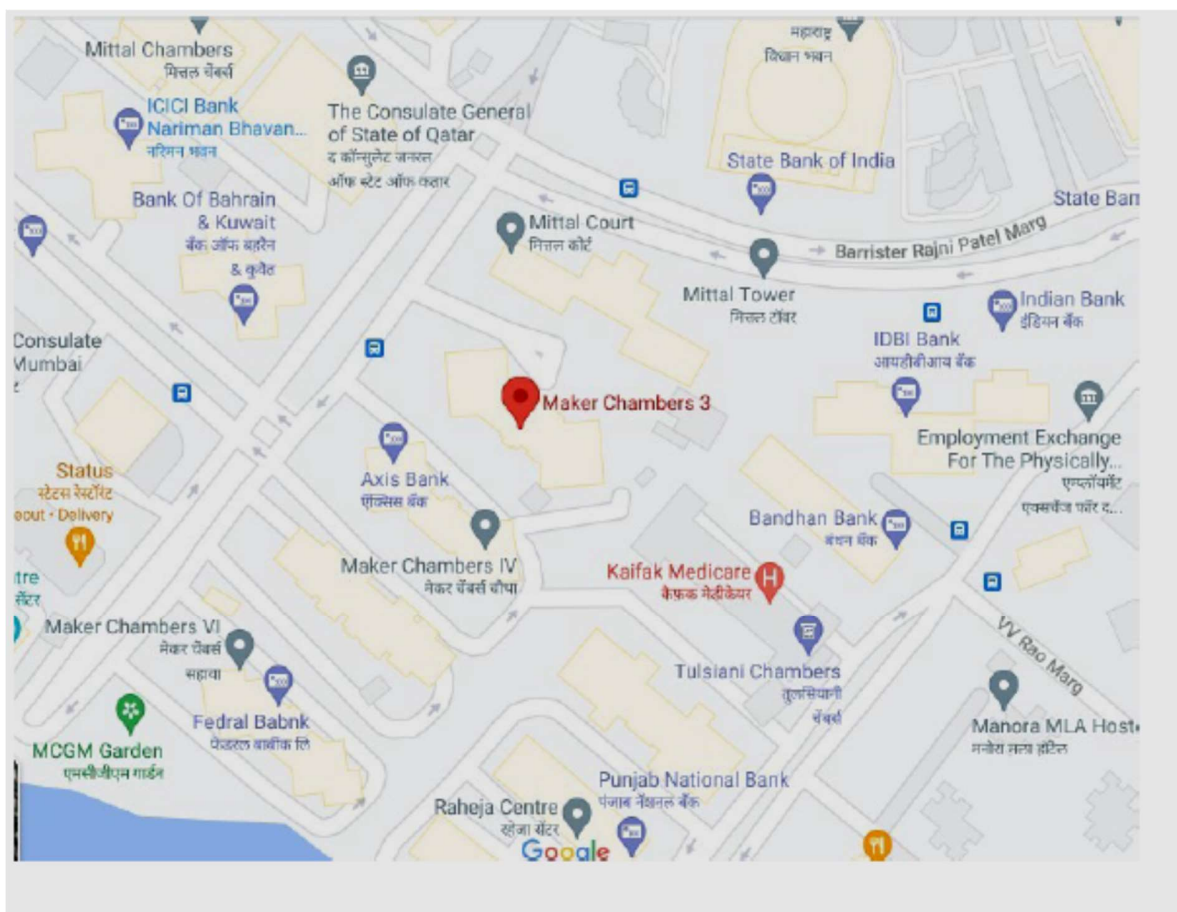 Mittal Chambers
मित्तल चेंबर्स
ICICI Bank
Nariman Bhavan...
नरिमन भवन
The Consulate General
of State of Qatar
द कॉन्सुलेट जनरल
ऑफ स्टेट ऑफ कतार
महाराष्ट्र
विधान भवन
State Bank of India
State Ban
Bank Of Bahrain
& Kuwait
बँक ऑफ बहरैन
& कुवैत
Mittal Court
मित्तल कोर्ट
Barrister Rajni Patel Marg
Mittal Tower
मित्तल टॉवर
Indian Bank
इंडियन बँक
IDBI Bank
आयडीबीआय बँक
Consulate
Mumbai
Maker Chambers 3
Employment Exchange
For The Physically...
एम्प्लॉयमेंट
एक्सचेंज फॉर द...
Axis Bank
ऍक्सिस बँक
Status
स्टेटस रेस्टॉरंट
eout • Delivery
Bandhan Bank
बंधन बँक
Maker Chambers IV
मेकर चेंबर्स चौथा
Kaifak Medicare
कैफक मेडीकेयर
tre
सेंटर
Maker Chambers VI
मेकर चेंबर्स
सहावा
VV Rao Marg
Tulsiani Chambers
तुलसियानी
चेंबर्स
Fedral Babnk
फेडरल बाबींक लि
Manora MLA Host
मनोरा मला हॉटेल
MCGM Garden
एमसीजीएम गार्डन
Punjab National Bank
पंजाब नॅशनल बँक
Raheja Centre
रहेजा सेंटर
Google